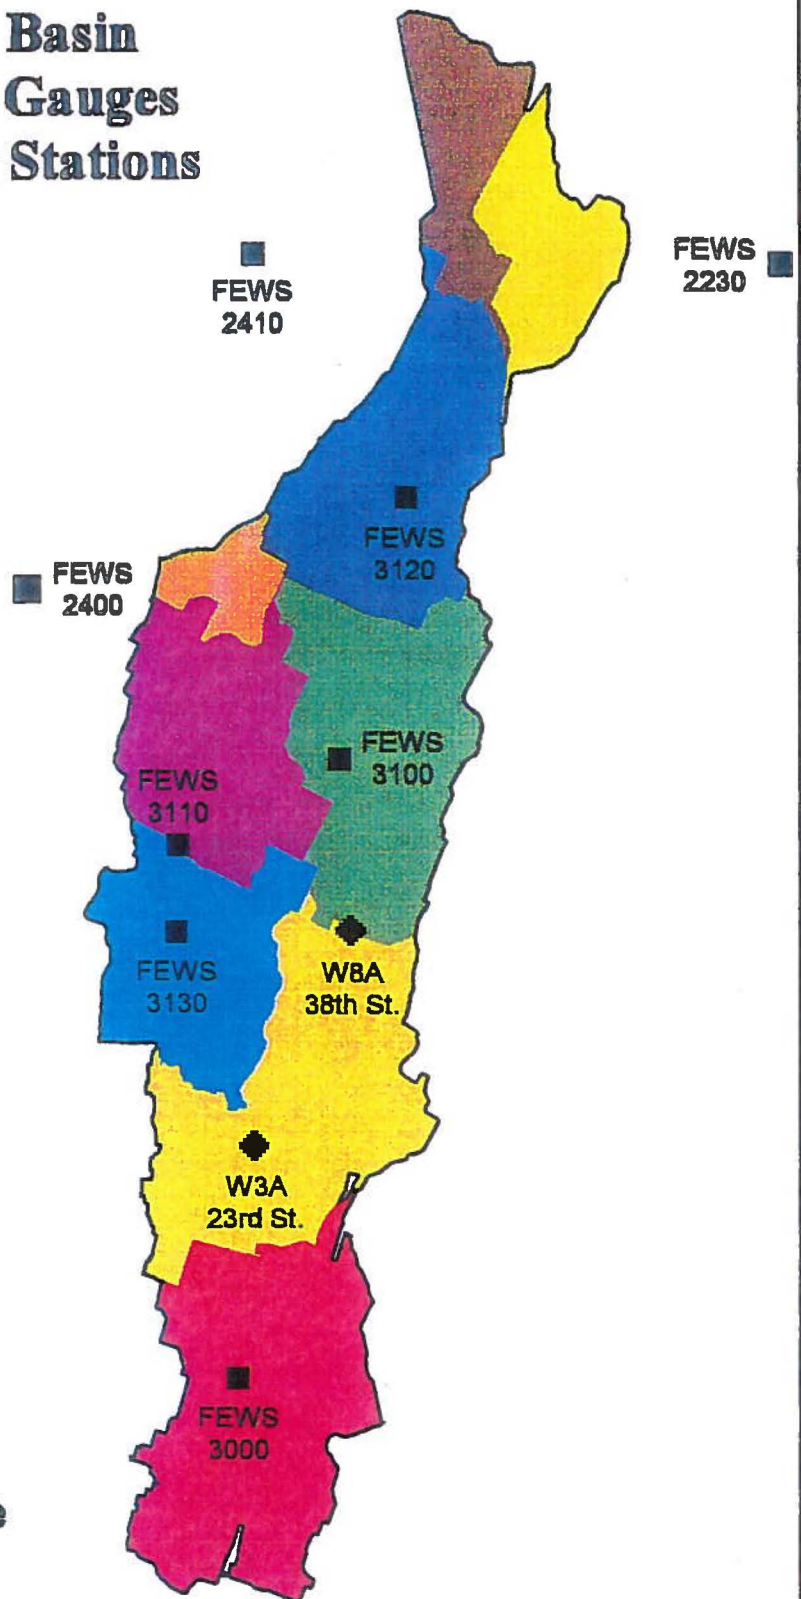 Basin
Gauges
Stations
FEWS
2230
FEWS
2410
FEWS
3120
FEWS
2400
FEWS
3100
FEWS
3110
FEWS
3130
W8A
38th St.
W3A
23rd St.
FEWS
3000